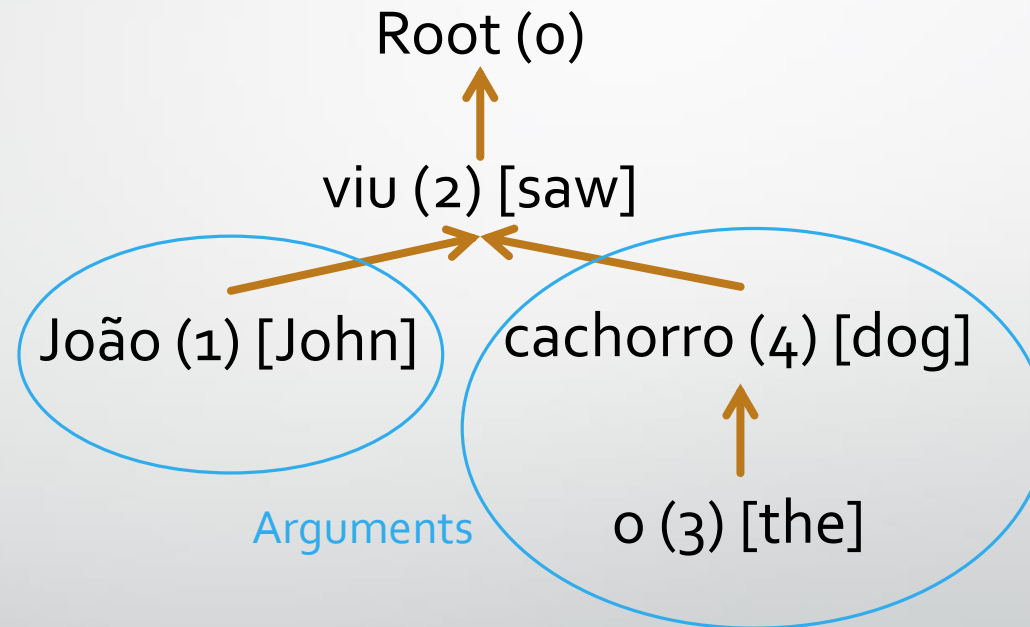 Root (0)
viu (2) [saw]
João (1) [John]
cachorro (4) [dog]
Arguments
o (3) [the]